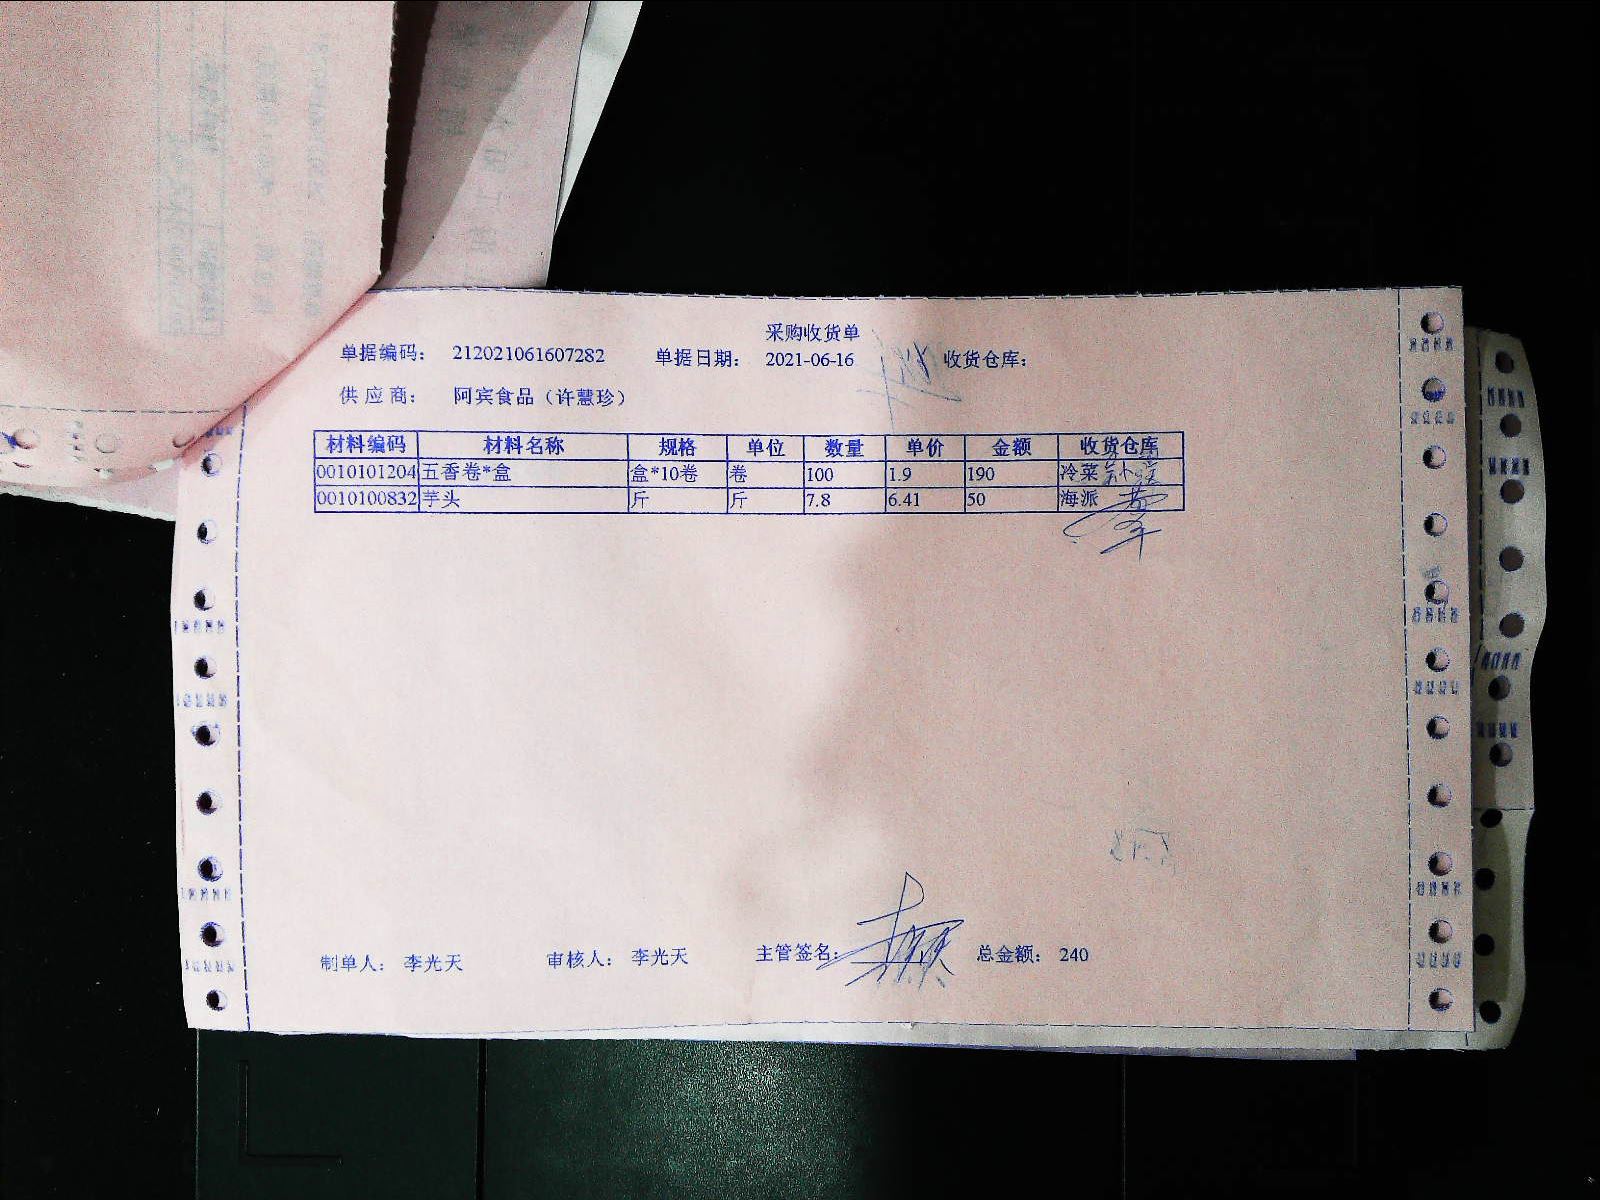 采购收货单
单据编码： 212021061607282 单据日期： 2021-06-16 收货仓库：
供应商： 阿宾食品（许慧珍）
材料编码 材料名称 规格 单位 数量 单价 金额 收货仓库
0010101204 五香卷*盒 盒*10卷 卷 100 1.9 190 冷菜
0010100832 芋头 斤 斤 7.8 6.41 50 海派
制单人： 李光天 审核人： 李光天 主管签名： 总金额： 240